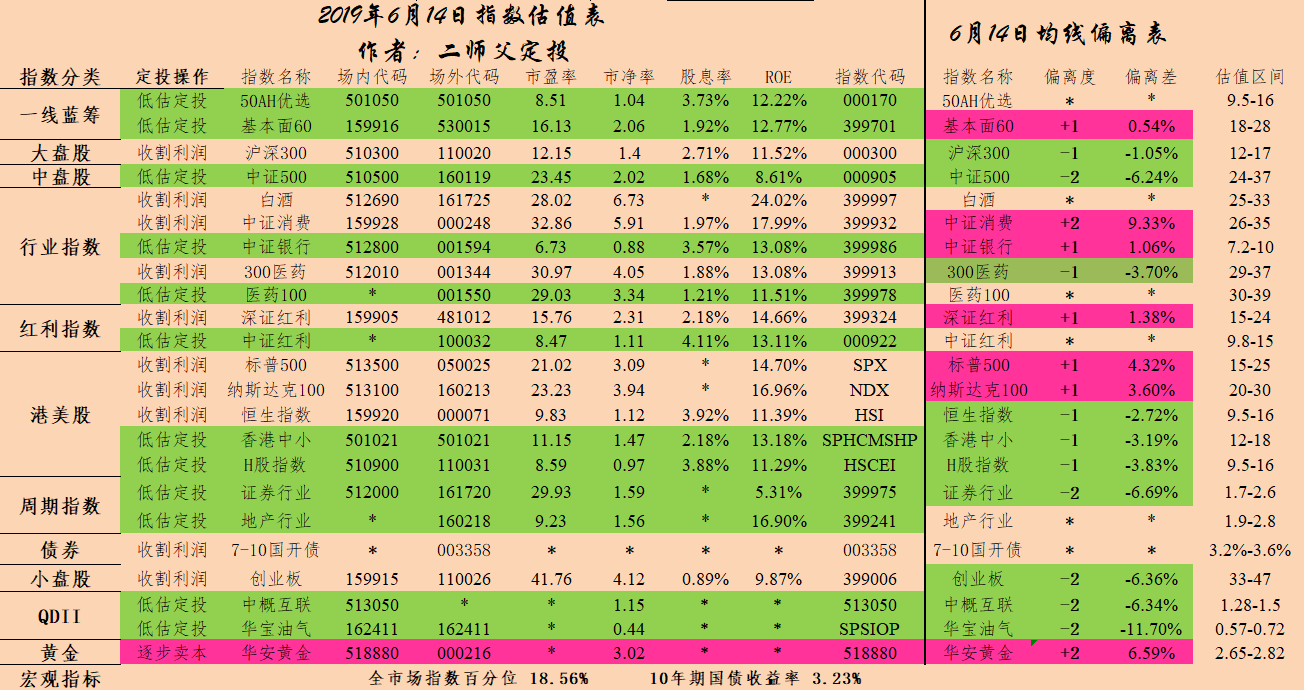 2019年6月14日指数估值表
作者：二师父定投
6月14日均线偏离表
指数分类 定投操作 指数名称 场内代码 场外代码 市盈率 市净率 股息率 ROE 指数代码 指数名称 偏离度 偏离差 估值区间
一线蓝筹 低估定投 50AH优选 501050 501050 8.51 1.04 3.73% 12.22% 000170 50AH优选 * * 9.5-16
低估定投 基本面60 159916 530015 16.13 2.06 1.92% 12.77% 399701 基本面60 +1 0.54% 18-28
大盘股 收割利润 沪深300 510300 110020 12.15 1.4 2.71% 11.52% 000300 沪深300 -1 -1.05% 12-17
中盘股 低估定投 中证500 510500 160119 23.45 2.02 1.68% 8.61% 000905 中证500 -2 -6.24% 24-37
行业指数 收割利润 白酒 512690 161725 28.02 6.73 * 24.02% 399997 白酒 * * 25-33
收割利润 中证消费 159928 000248 32.86 5.91 1.97% 17.99% 399932 中证消费 +2 9.33% 26-35
低估定投 中证银行 512800 001594 6.73 0.88 3.57% 13.08% 399986 中证银行 +1 1.06% 7.2-10
收割利润 300医药 512010 001344 30.97 4.05 1.88% 13.08% 399913 300医药 -1 -3.70% 29-37
低估定投 医药100 * 001550 29.03 3.34 1.21% 11.51% 399978 医药100 * * 30-39
红利指数 收割利润 深证红利 159905 481012 15.76 2.31 2.18% 14.66% 399324 深证红利 +1 1.38% 15-24
低估定投 中证红利 * 100032 8.47 1.11 4.11% 13.11% 000922 中证红利 * * 9.8-15
港美股 收割利润 标普500 513500 050025 21.02 3.09 * 14.70% SPX 标普500 +1 4.32% 15-25
收割利润 纳斯达克100 513100 160213 23.23 3.94 * 16.96% NDX 纳斯达克100 +1 3.60% 20-30
收割利润 恒生指数 159920 000071 9.83 1.12 3.92% 11.39% HSI 恒生指数 -1 -2.72% 9.5-16
低估定投 香港中小 501021 501021 11.15 1.47 2.18% 13.18% SPHCMSHP 香港中小 -1 -3.19% 12-18
低估定投 H股指数 510900 110031 8.59 0.97 3.88% 11.29% HSCEI H股指数 -1 -3.83% 9.5-16
周期指数 低估定投 证券行业 512000 161720 29.93 1.59 * 5.31% 399975 证券行业 -2 -6.69% 1.7-2.6
低估定投 地产行业 * 160218 9.23 1.56 * 16.90% 399241 地产行业 * * 1.9-2.8
债券 收割利润 7-10国开债 * 003358 * * * * 003358 7-10国开债 * * 3.2%-3.6%
小盘股 收割利润 创业板 159915 110026 41.76 4.12 0.89% 9.87% 399006 创业板 -2 -6.36% 33-47
QDII 低估定投 中概互联 513050 * * 1.15 * * 513050 中概互联 -2 -6.34% 1.28-1.5
低估定投 华宝油气 162411 162411 * 0.44 * * SPSIOP 华宝油气 -2 -11.70% 0.57-0.72
黄金 逐步卖本 华安黄金 518880 000216 * 3.02 * * 518880 华安黄金 +2 6.59% 2.65-2.82
宏观指标 全市场指数百分位 18.56% 10年期国债收益率 3.23%